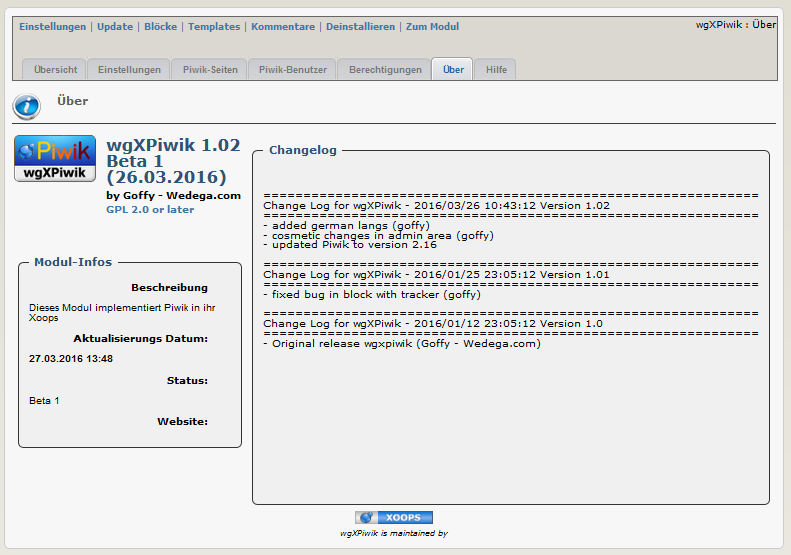 Einstellungen | Update | Blöcke | Templates | Kommentare | Deinstallieren | Zum Modul
wgXPiwik : Über
Übersicht Einstellungen Piwik-Seiten Piwik-Benutzer Berechtigungen Über Hilfe
Über
Piwik
wgXPiwik
wgXPiwik 1.02
Beta 1
(26.03.2016)
by Goffy - Wedega.com
GPL 2.0 or later
Modul-Infos
Beschreibung
Dieses Modul implementiert Piwik in ihr
Xoops
Aktualisierungs Datum:
27.03.2016 13:48
Status:
Beta 1
Website:
Changelog
==============================================================
Change Log for wgXPiwik - 2016/03/26 10:43:12 Version 1.02
==============================================================
- added german langs (goffy)
- cosmetic changes in admin area (goffy)
- updated Piwik to version 2.16
==============================================================
Change Log for wgXPiwik - 2016/01/25 23:05:12 Version 1.01
==============================================================
- fixed bug in block with tracker (goffy)
==============================================================
Change Log for wgXPiwik - 2016/01/12 23:05:12 Version 1.0
==============================================================
- Original release wgxpiwik (Goffy - Wedega.com)
XOOPS
wgXPiwik is maintained by